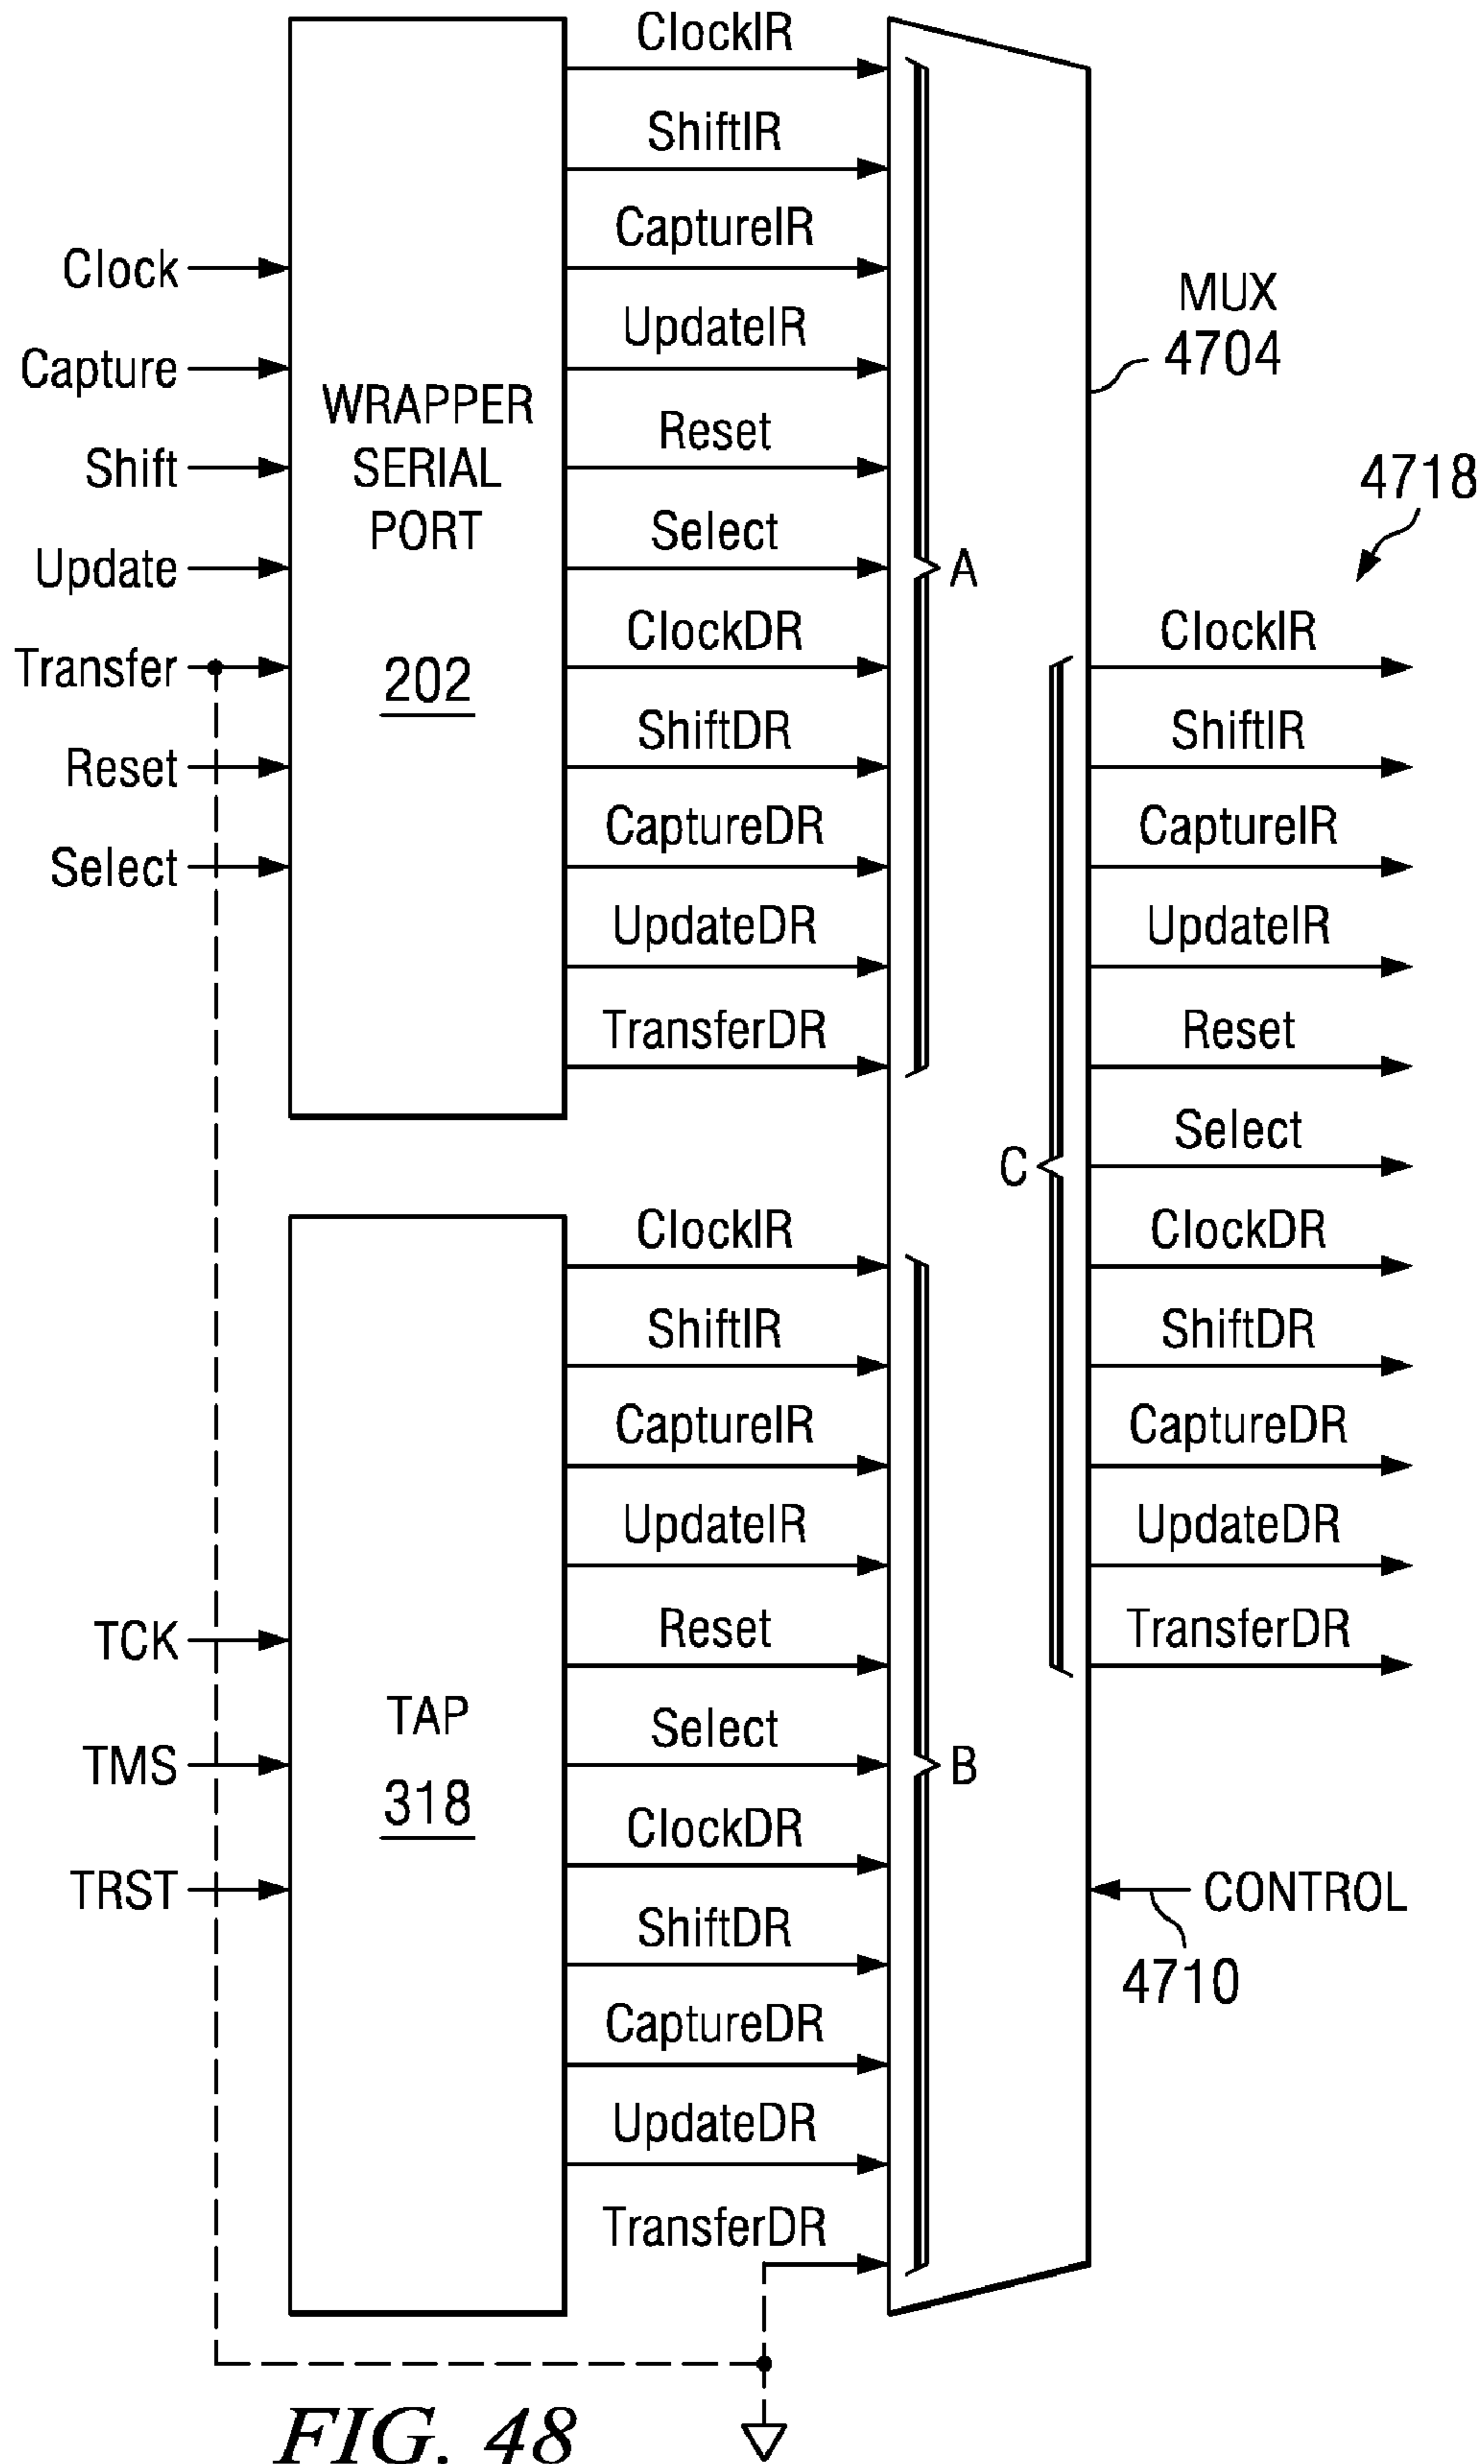 Clock
Capture
Shift
Update
Transfer
Reset
Select
WRAPPER
SERIAL
PORT
202
ClockIR
ShiftIR
CaptureIR
UpdateIR
Reset
Select
ClockDR
ShiftDR
CaptureDR
UpdateDR
TransferDR
A
TCK
TMS
TRST
TAP
318
ClockIR
ShiftIR
CaptureIR
UpdateIR
Reset
Select
ClockDR
ShiftDR
CaptureDR
UpdateDR
TransferDR
B
MUX
4704
4718
C
ClockIR
ShiftIR
CaptureIR
UpdateIR
Reset
Select
ClockDR
ShiftDR
CaptureDR
UpdateDR
TransferDR
CONTROL
4710
FIG. 48